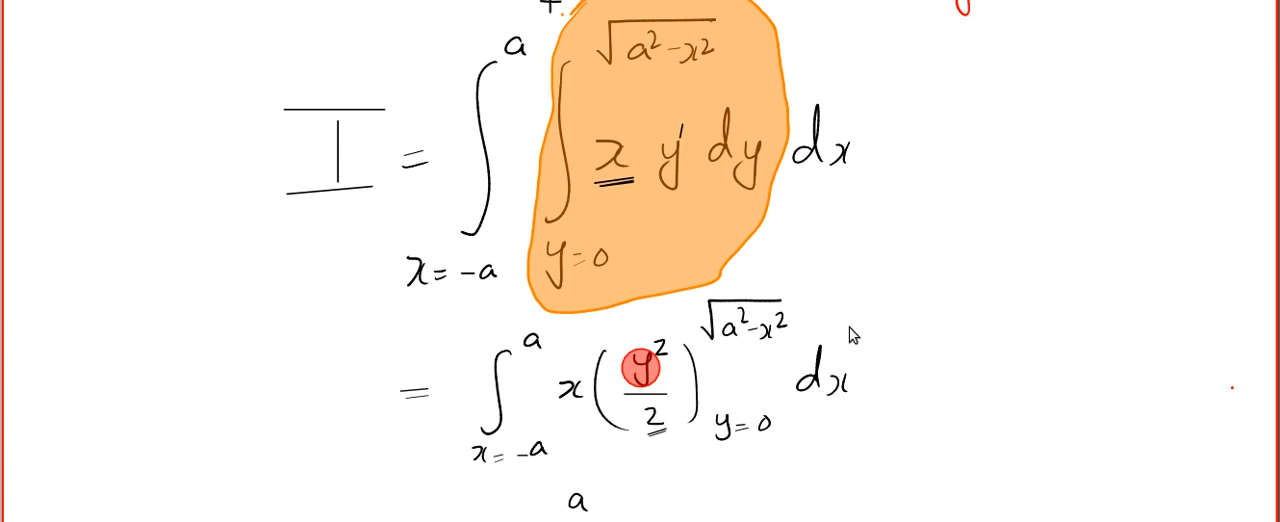 I = ∫_{x=-a}^{a} ∫_{y=0}^{√(a²-x²)} x y dy dx
= ∫_{x=-a}^{a} x (y²/2)_{y=0}^{√(a²-x²)} dx
a